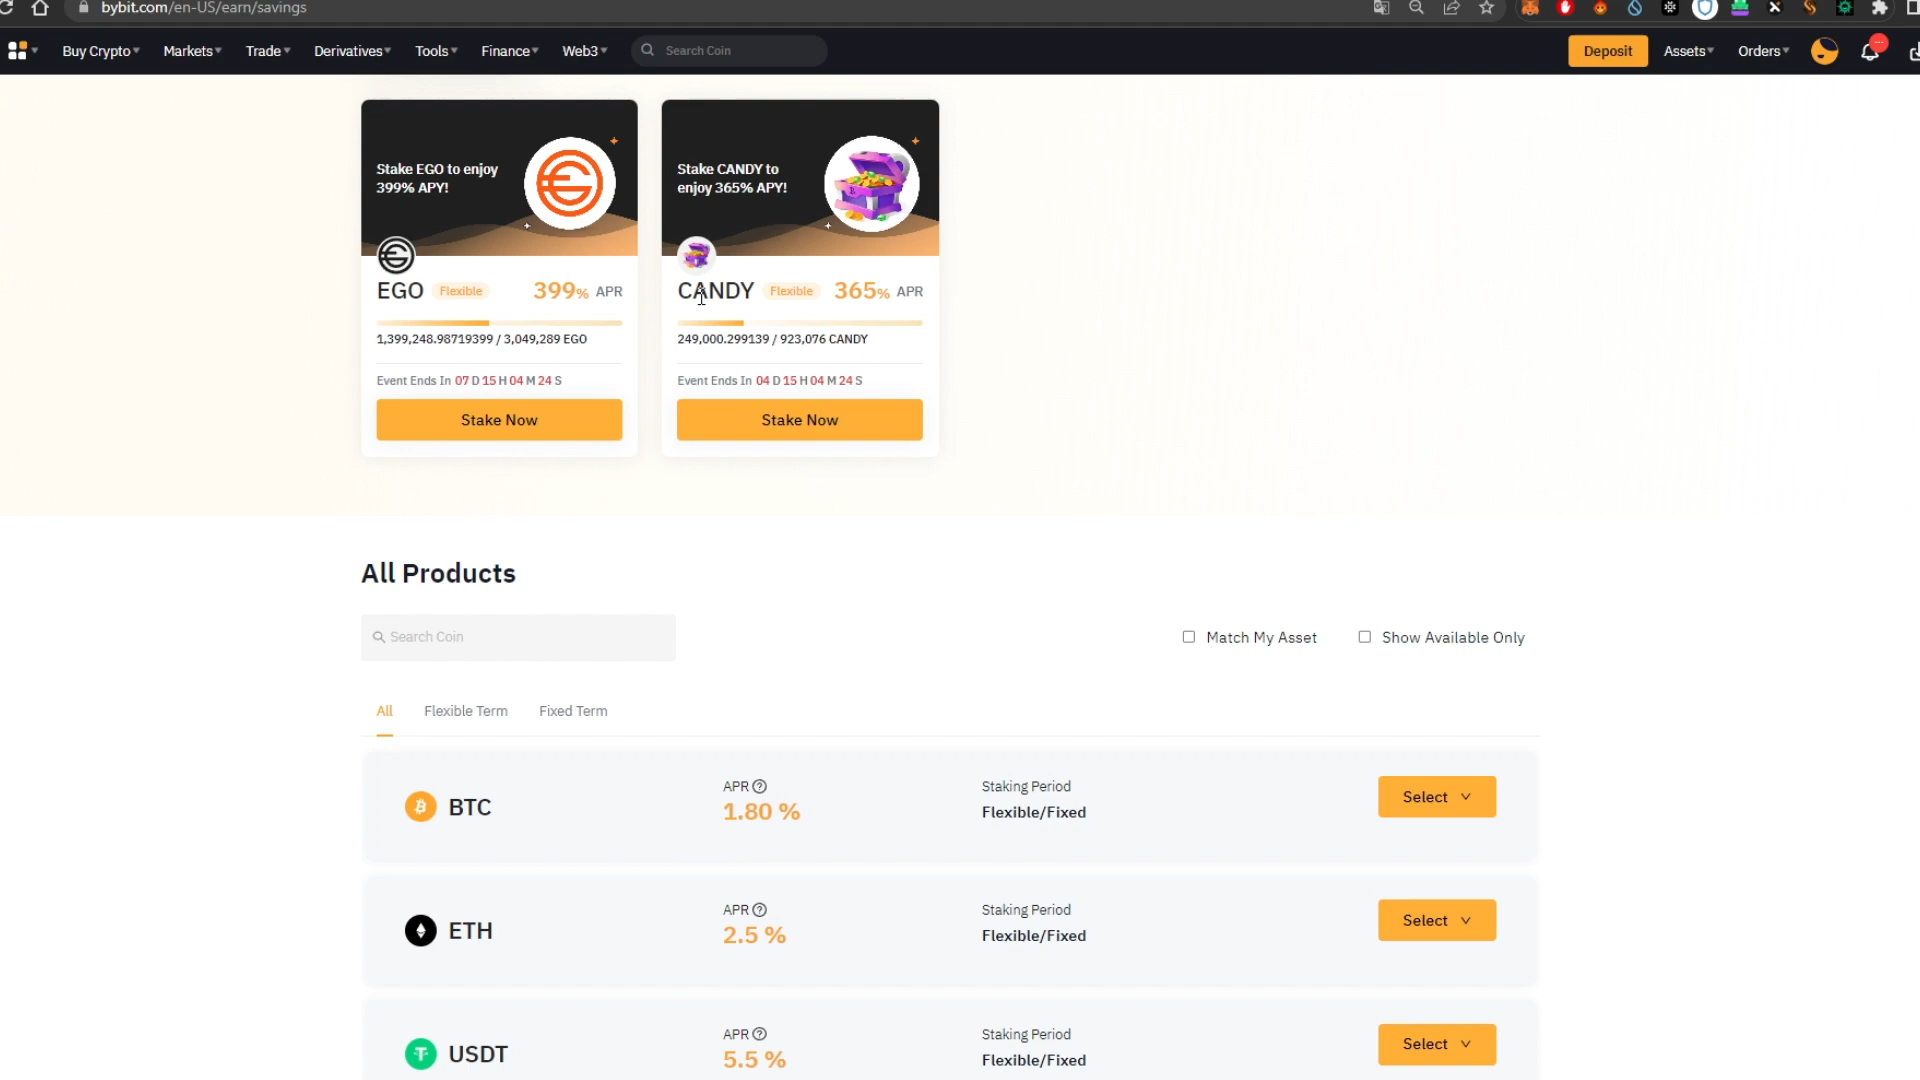 bybit.com/en-US/earn/savings
Buy Crypto Markets Trade Derivatives Tools Finance Web3 Search Coin Deposit Assets Orders
Stake EGO to enjoy
399% APY!
EGO Flexible 399% APR
1,399,248.98719399 / 3,049,289 EGO
Event Ends In 07 D 15 H 04 M 24 S
Stake Now
Stake CANDY to
enjoy 365% APY!
CANDY Flexible 365% APR
249,000.299139 / 923,076 CANDY
Event Ends In 04 D 15 H 04 M 24 S
Stake Now
All Products
Search Coin
Match My Asset Show Available Only
All Flexible Term Fixed Term
APR Staking Period
BTC 1.80 % Flexible/Fixed Select
APR Staking Period
ETH 2.5 % Flexible/Fixed Select
APR Staking Period
USDT 5.5 % Flexible/Fixed Select